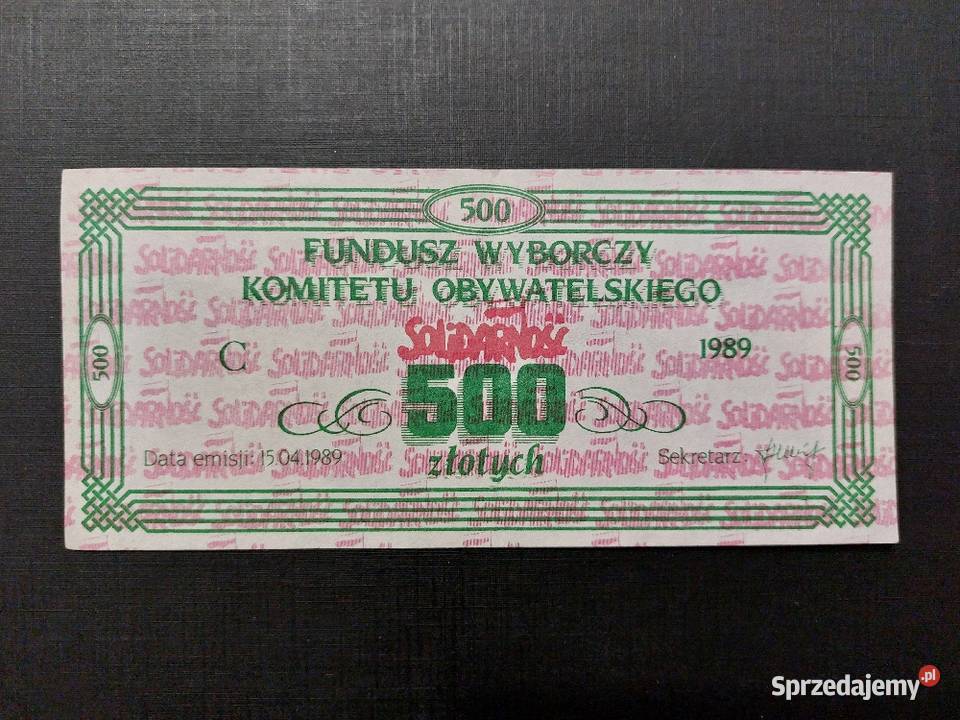 500
FUNDUSZ WYBORCZY
KOMITETU OBYWATELSKIEGO
SOLIDARNOŚĆ
C 1989
500 500 500
złotych
Data emisji: 15.04.1989 Sekretarz:
Sprzedajemy.pl